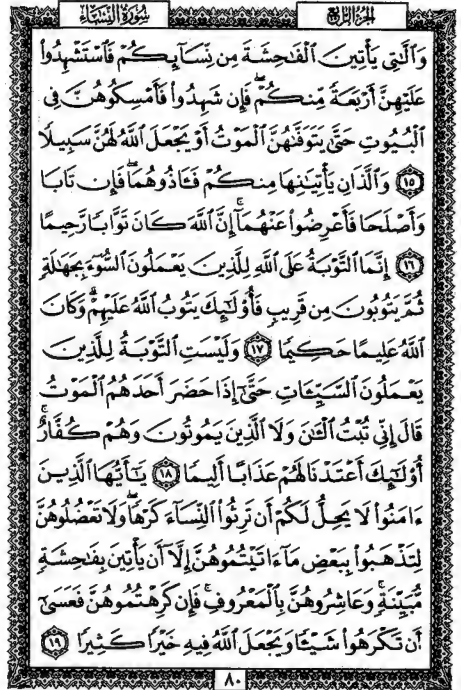 الجزء الرابع
سورة النساء
وَٱلَّٰتِى يَأْتِينَ ٱلْفَٰحِشَةَ مِن نِّسَآئِكُمْ فَٱسْتَشْهِدُوا۟
عَلَيْهِنَّ أَرْبَعَةً مِّنكُمْ ۖ فَإِن شَهِدُوا۟ فَأَمْسِكُوهُنَّ فِى
ٱلْبُيُوتِ حَتَّىٰ يَتَوَفَّىٰهُنَّ ٱلْمَوْتُ أَوْ يَجْعَلَ ٱللَّهُ لَهُنَّ سَبِيلًا
١٥ وَٱلَّذَانِ يَأْتِيَٰنِهَا مِنكُمْ فَـَٔاذُوهُمَا ۖ فَإِن تَابَا
وَأَصْلَحَا فَأَعْرِضُوا۟ عَنْهُمَآ ۗ إِنَّ ٱللَّهَ كَانَ تَوَّابًا رَّحِيمًا
١٦ إِنَّمَا ٱلتَّوْبَةُ عَلَى ٱللَّهِ لِلَّذِينَ يَعْمَلُونَ ٱلسُّوٓءَ بِجَهَٰلَةٍ
ثُمَّ يَتُوبُونَ مِن قَرِيبٍ فَأُو۟لَٰٓئِكَ يَتُوبُ ٱللَّهُ عَلَيْهِمْ ۗ وَكَانَ
ٱللَّهُ عَلِيمًا حَكِيمًا ١٧ وَلَيْسَتِ ٱلتَّوْبَةُ لِلَّذِينَ
يَعْمَلُونَ ٱلسَّيِّـَٔاتِ حَتَّىٰٓ إِذَا حَضَرَ أَحَدَهُمُ ٱلْمَوْتُ
قَالَ إِنِّى تُبْتُ ٱلْـَٰٔنَ وَلَا ٱلَّذِينَ يَمُوتُونَ وَهُمْ كُفَّارٌ ۚ
أُو۟لَٰٓئِكَ أَعْتَدْنَا لَهُمْ عَذَابًا أَلِيمًا ١٨ يَٰٓأَيُّهَا ٱلَّذِينَ
ءَامَنُوا۟ لَا يَحِلُّ لَكُمْ أَن تَرِثُوا۟ ٱلنِّسَآءَ كَرْهًا ۖ وَلَا تَعْضُلُوهُنَّ
لِتَذْهَبُوا۟ بِبَعْضِ مَآ ءَاتَيْتُمُوهُنَّ إِلَّآ أَن يَأْتِينَ بِفَٰحِشَةٍ
مُّبَيِّنَةٍ ۚ وَعَاشِرُوهُنَّ بِٱلْمَعْرُوفِ ۚ فَإِن كَرِهْتُمُوهُنَّ فَعَسَىٰٓ
أَن تَكْرَهُوا۟ شَيْـًٔا وَيَجْعَلَ ٱللَّهُ فِيهِ خَيْرًا كَثِيرًا ١٩
٨٠